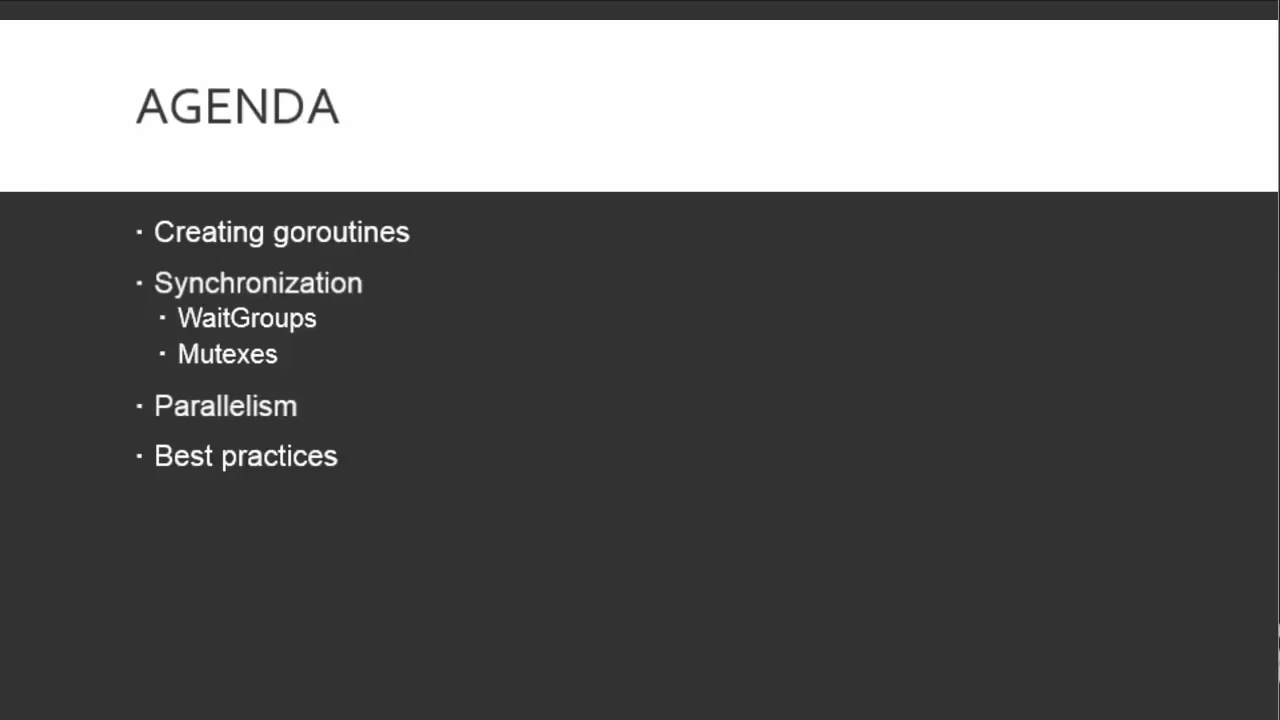 AGENDA
· Creating goroutines
· Synchronization
· WaitGroups
· Mutexes
· Parallelism
· Best practices